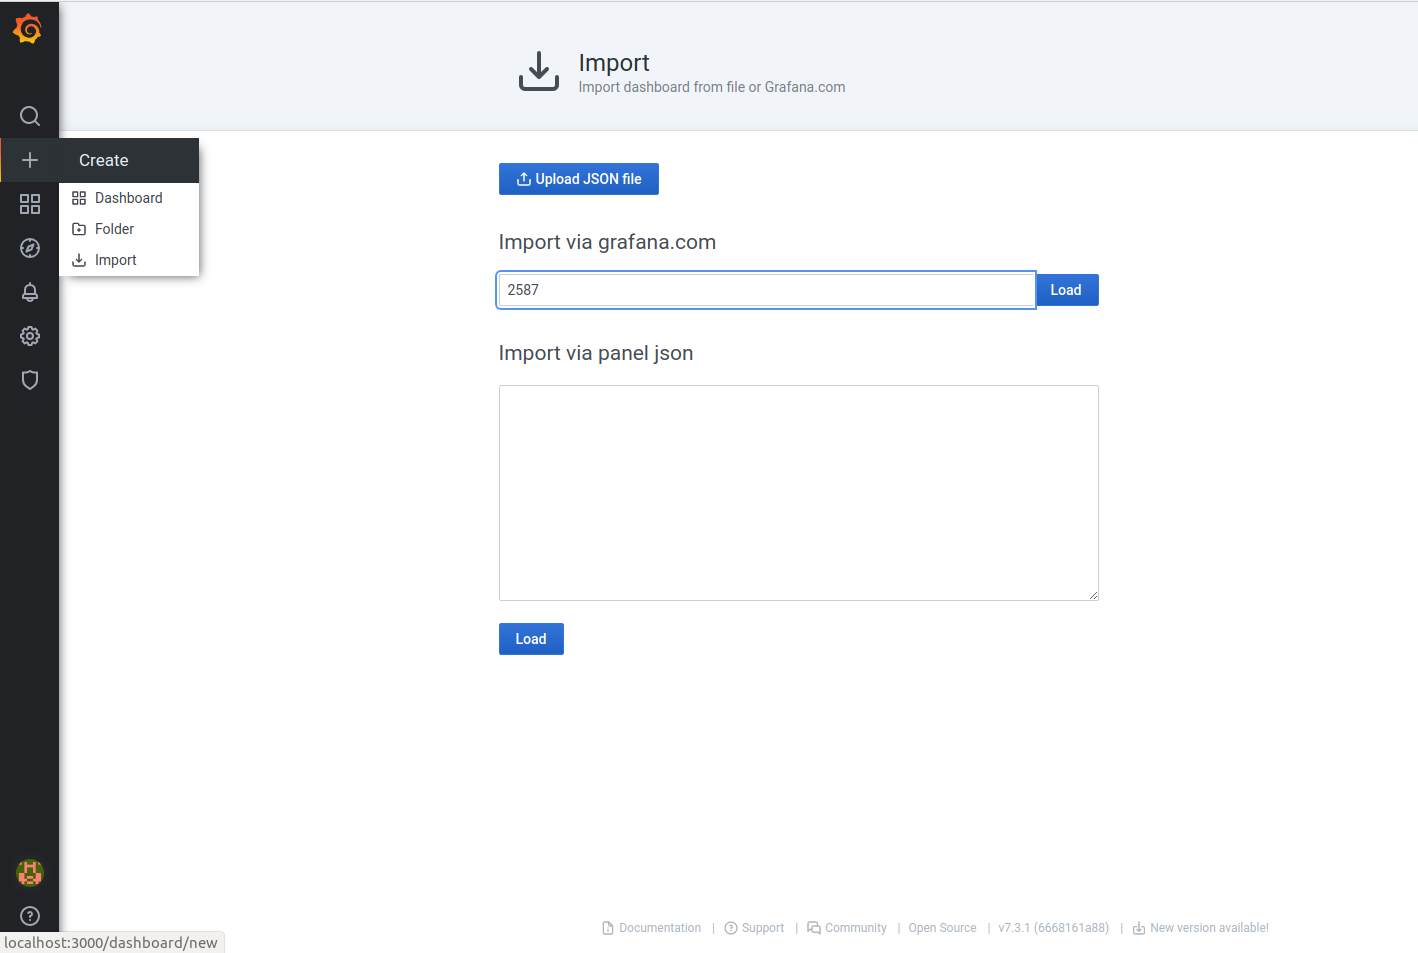 Import
Import dashboard from file or Grafana.com
Create
Dashboard
Folder
Import
Upload JSON file
Import via grafana.com
2587
Load
Import via panel json
Load
Documentation | Support | Community | Open Source | v7.3.1 (6668161a88) | New version available!
localhost:3000/dashboard/new